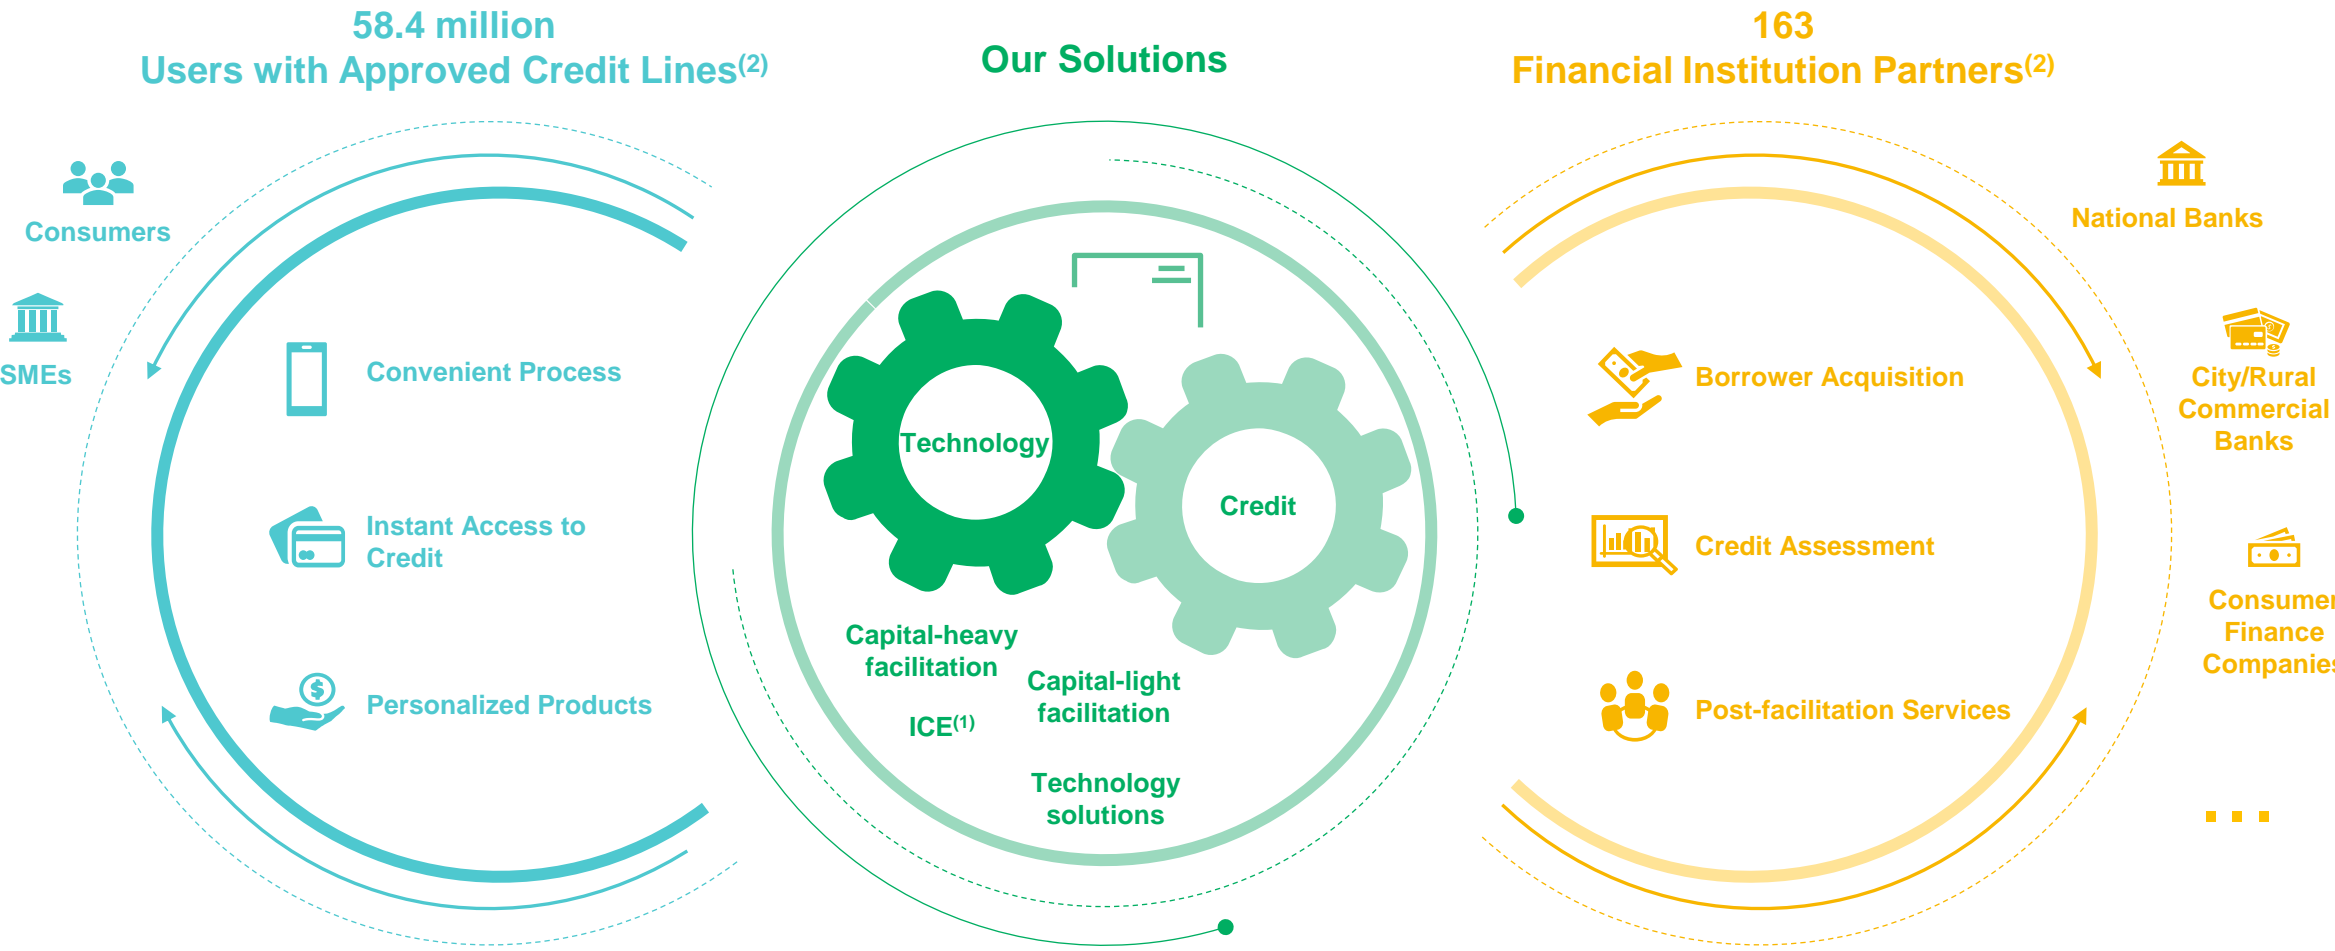 58.4 million
Users with Approved Credit Lines(2)
Consumers
SMEs
Convenient Process
Instant Access to
Credit
Personalized Products
Our Solutions
Technology
Credit
Capital-heavy
facilitation
ICE(1)
Capital-light
facilitation
Technology
solutions
163
Financial Institution Partners(2)
Borrower Acquisition
Credit Assessment
Post-facilitation Services
National Banks
City/Rural
Commercial
Banks
Consumer
Finance
Companies
...